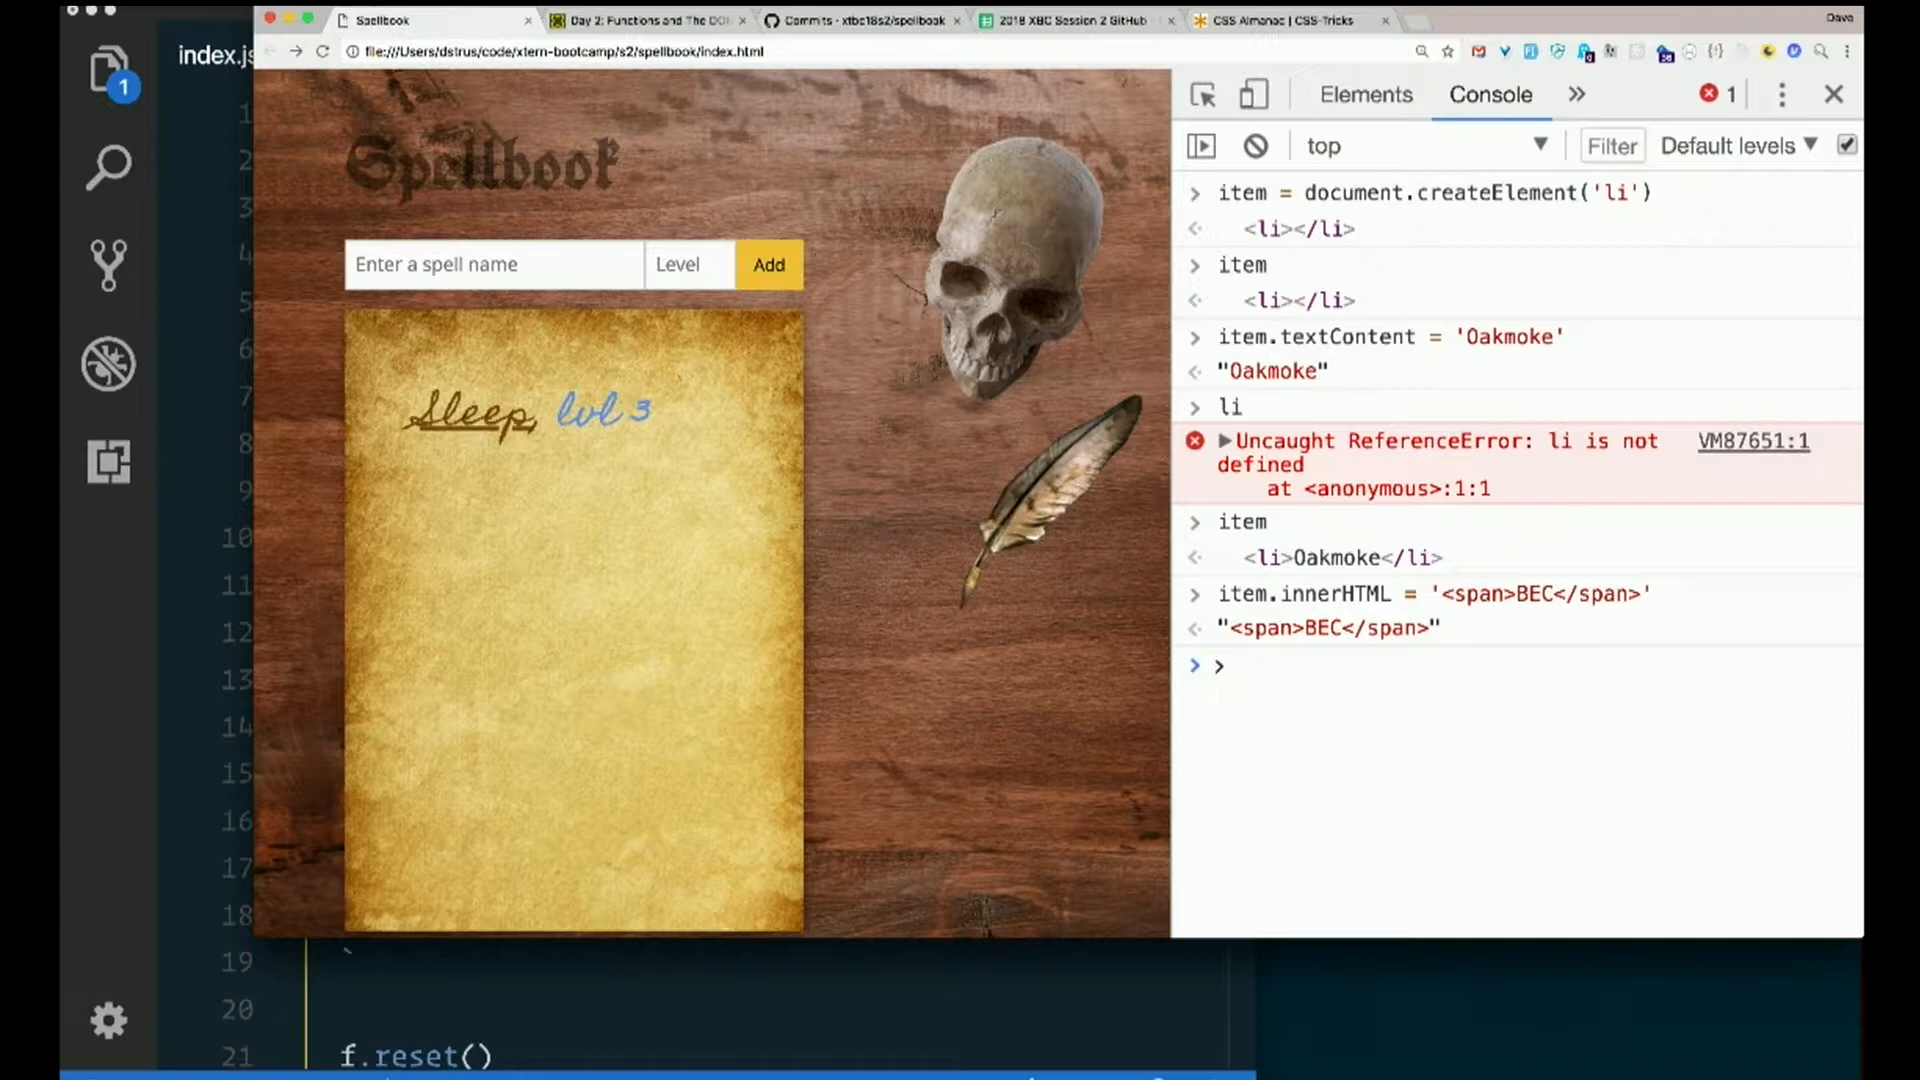 Spellbook
Day 2: Functions and The DOM
Commits · xtbc18s2/spellbook
2018 XBC Session 2 GitHub
CSS Almanac | CSS-Tricks
Dave
file:///Users/dstrus/code/xtern-bootcamp/s2/spellbook/index.html
1
index.js
Spellbook
Enter a spell name
Level
Add
Sleep, lvl 3
Elements
Console
1
top
Filter
Default levels
item = document.createElement('li')
<li></li>
item
<li></li>
item.textContent = 'Oakmoke'
"Oakmoke"
li
Uncaught ReferenceError: li is not
VM87651:1
defined
at <anonymous>:1:1
item
<li>Oakmoke</li>
item.innerHTML = '<span>BEC</span>'
"<span>BEC</span>"
>
1
2
3
4
5
6
7
8
9
10
11
12
13
14
15
16
17
18
19 `
20
21 f.reset()